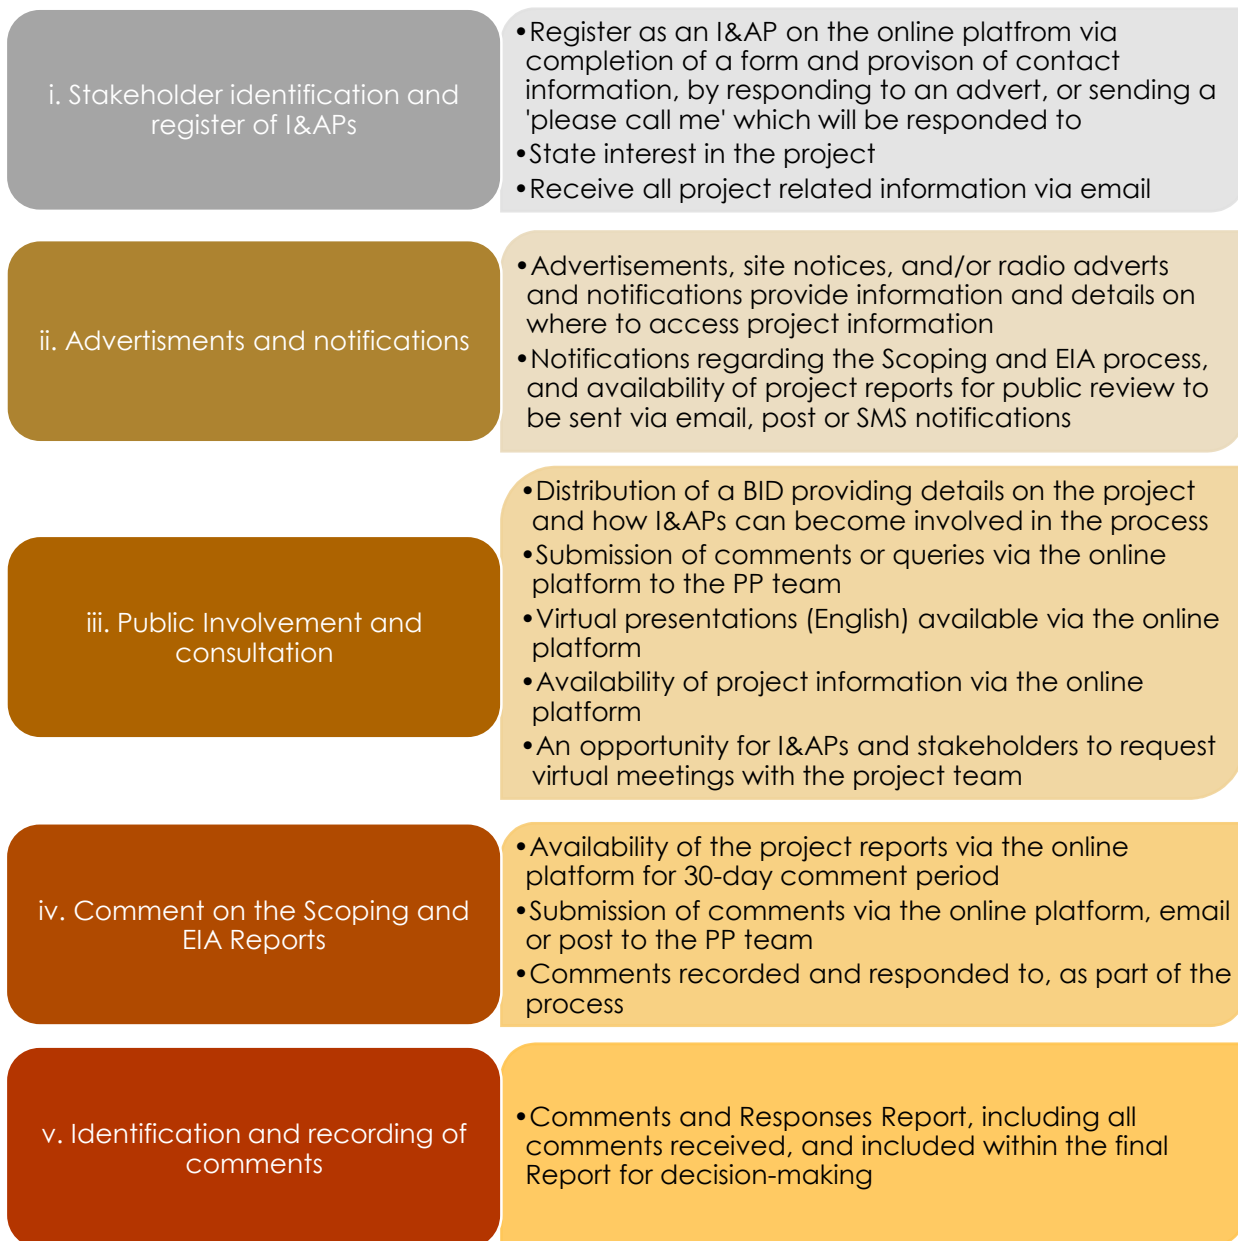 i. Stakeholder identification and
register of I&APs
•Register as an I&AP on the online platfrom via
completion of a form and provison of contact
information, by responding to an advert, or sending a
'please call me' which will be responded to
•State interest in the project
•Receive all project related information via email
ii. Advertisments and notifications
•Advertisements, site notices, and/or radio adverts
and notifications provide information and details on
where to access project information
•Notifications regarding the Scoping and EIA process,
and availability of project reports for public review to
be sent via email, post or SMS notifications
iii. Public Involvement and
consultation
•Distribution of a BID providing details on the project
and how I&APs can become involved in the process
•Submission of comments or queries via the online
platform to the PP team
•Virtual presentations (English) available via the online
platform
•Availability of project information via the online
platform
•An opportunity for I&APs and stakeholders to request
virtual meetings with the project team
iv. Comment on the Scoping and
EIA Reports
•Availability of the project reports via the online
platform for 30-day comment period
•Submission of comments via the online platform, email
or post to the PP team
•Comments recorded and responded to, as part of the
process
v. Identification and recording of
comments
•Comments and Responses Report, including all
comments received, and included within the final
Report for decision-making